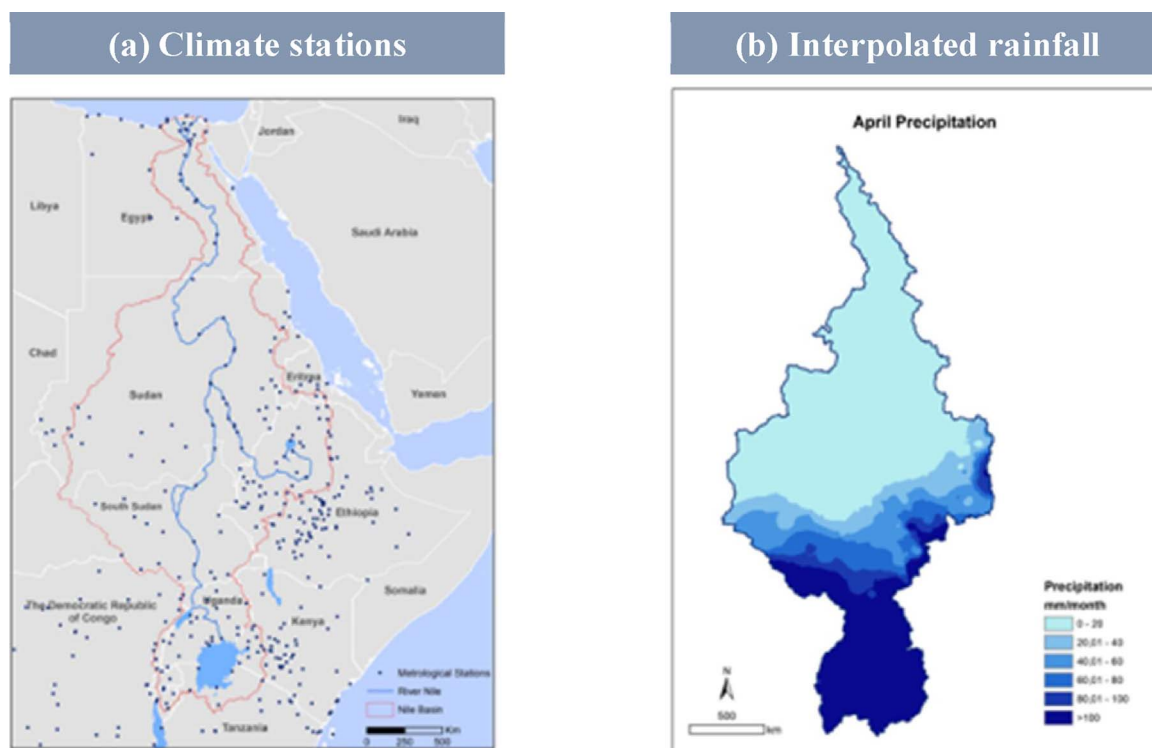 (a) Climate stations
(b) Interpolated rainfall
Jordan
Iraq
Libya
Egypt
Saudi Arabia
Chad
Sudan
Eritrea
Yemen
South Sudan
Ethiopia
Somalia
Uganda
The Democratic Republic
of Congo
Kenya
Tanzania
Metrological Stations
River Nile
Nile Basin
Km
0 250 500
April Precipitation
Precipitation
mm/month
0 - 20
20,01 - 40
40,01 - 60
60,01 - 80
80,01 - 100
>100
N
500
km